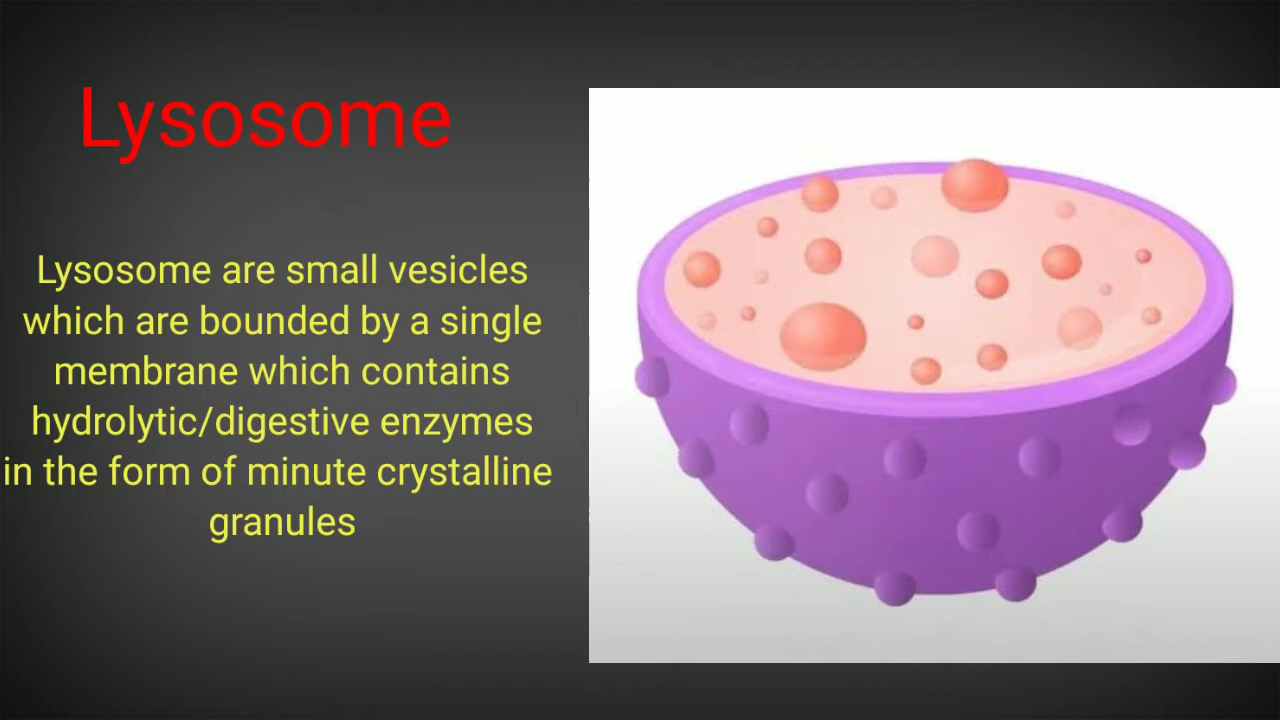 Lysosome
Lysosome are small vesicles
which are bounded by a single
membrane which contains
hydrolytic/digestive enzymes
in the form of minute crystalline
granules